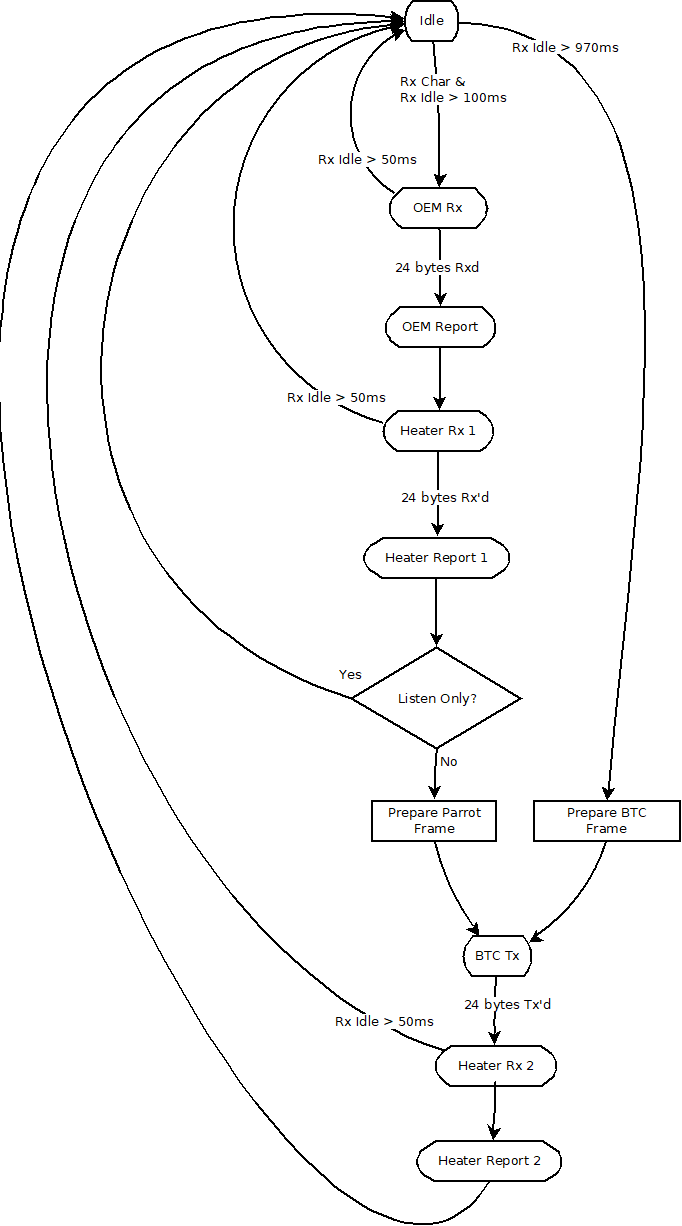 Idle
Rx Idle > 970ms
Rx Char &
Rx Idle > 100ms
Rx Idle > 50ms
OEM Rx
24 bytes Rxd
OEM Report
Rx Idle > 50ms
Heater Rx 1
24 bytes Rx'd
Heater Report 1
Yes
Listen Only?
No
Prepare Parrot
Frame
Prepare BTC
Frame
BTC Tx
24 bytes Tx'd
Rx Idle > 50ms
Heater Rx 2
Heater Report 2